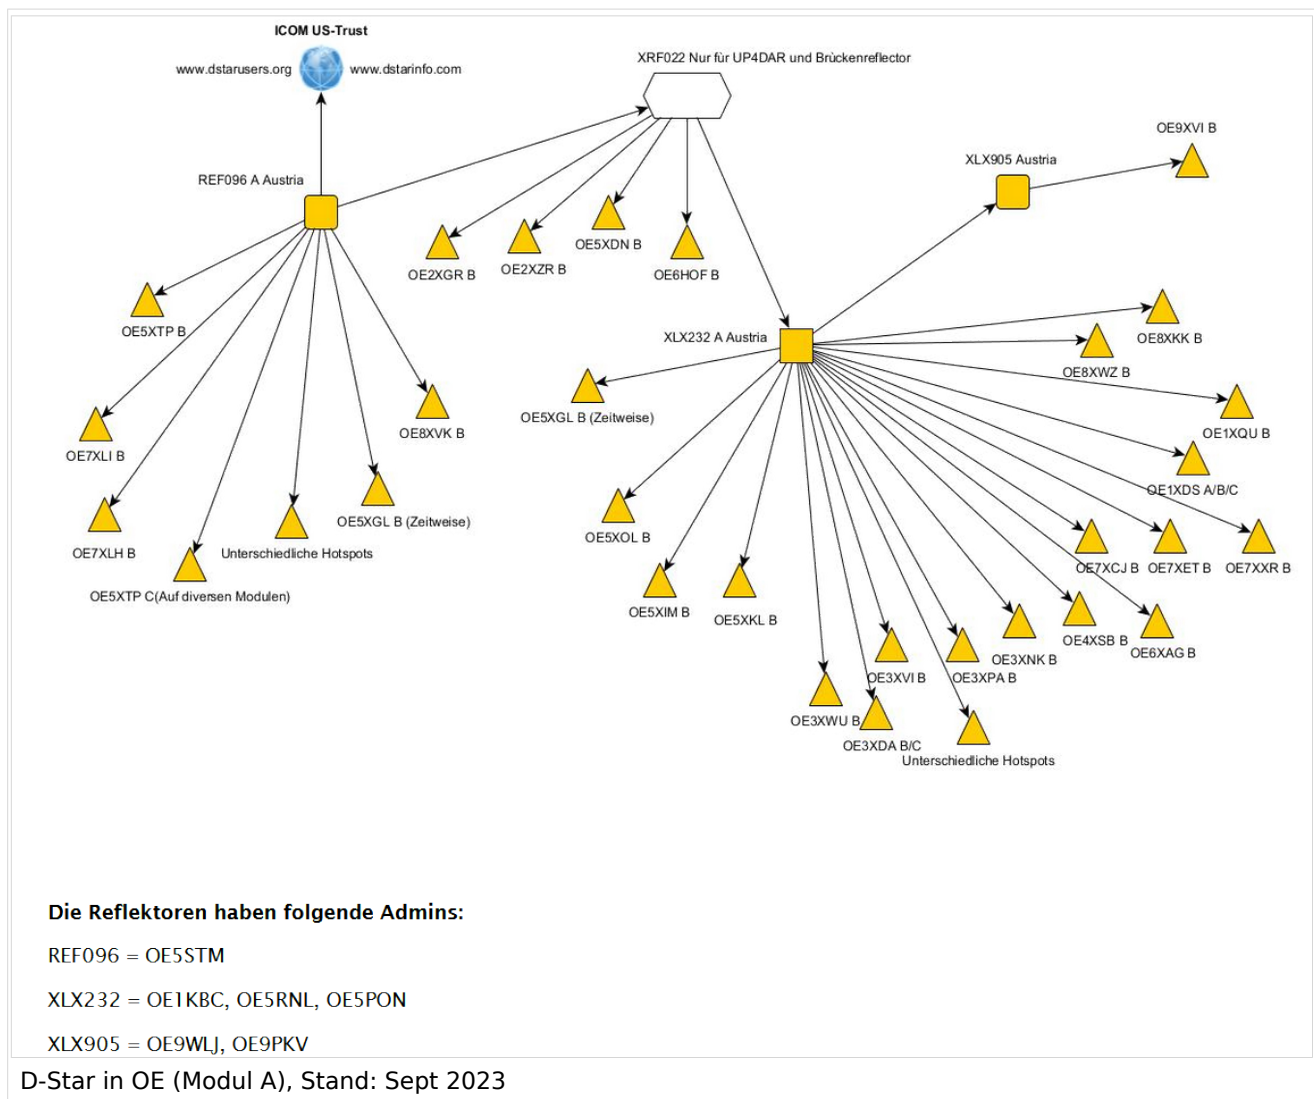 ICOM US-Trust
www.dstarusers.org
www.dstarinfo.com
XRF022 Nur für UP4DAR und Brückenreflector
OE9XVI B
XLX905 Austria
REF096 A Austria
OE2XGR B
OE2XZR B
OE5XDN B
OE6HOF B
OE5XTP B
XLX232 A Austria
OE8XKK B
OE8XWZ B
OE5XGL B (Zeitweise)
OE1XQU B
OE8XVK B
OE7XLI B
OE1XDS A/B/C
OE5XGL B (Zeitweise)
OE5XOL B
OE7XLH B
Unterschiedliche Hotspots
OE7XCJ B
OE7XET B
OE7XXR B
OE5XTP C(Auf diversen Modulen)
OE5XIM B
OE5XKL B
OE4XSB B
OE6XAG B
OE3XNK B
OE3XVI B
OE3XPA B
OE3XWU B
OE3XDA B/C
Unterschiedliche Hotspots
Die Reflektoren haben folgende Admins:
REF096 = OE5STM
XLX232 = OE1KBC, OE5RNL, OE5PON
XLX905 = OE9WLJ, OE9PKV
D-Star in OE (Modul A), Stand: Sept 2023